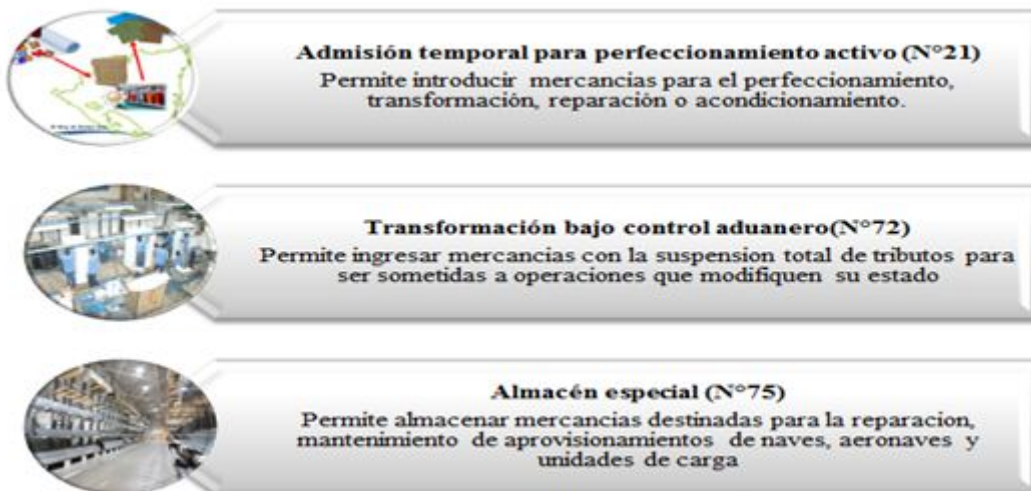 Admisión temporal para perfeccionamiento activo (N°21)
Permite introducir mercancias para el perfeccionamiento,
transformación, reparación o acondicionamiento.
Transformación bajo control aduanero(N°72)
Permite ingresar mercancias con la suspension total de tributos para
ser sometidas a operaciones que modifiquen su estado
Almacén especial (N°75)
Permite almacenar mercancias destinadas para la reparacion,
mantenimiento de aprovisionamientos de naves, aeronaves y
unidades de carga